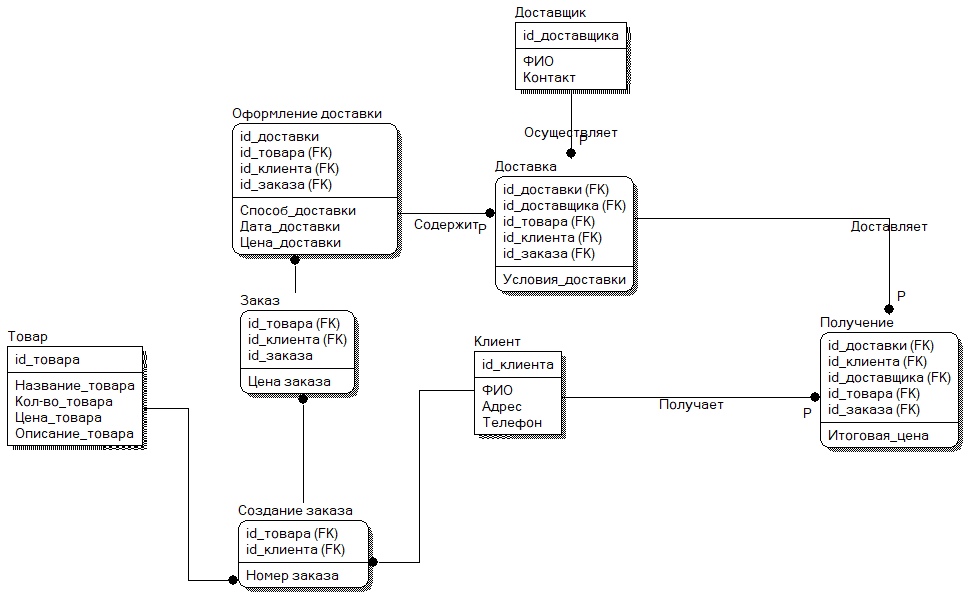 Доставщик
id_доставщика
ФИО
Контакт
Осуществляет
P
Оформление доставки
id_доставки
id_товара (FK)
id_клиента (FK)
id_заказа (FK)
Способ_доставки
Дата_доставки
Цена_доставки
Содержит
P
Доставка
id_доставки (FK)
id_доставщика (FK)
id_товара (FK)
id_клиента (FK)
id_заказа (FK)
Условия_доставки
Доставляет
P
Заказ
id_товара (FK)
id_клиента (FK)
id_заказа
Цена заказа
Товар
id_товара
Название_товара
Кол-во_товара
Цена_товара
Описание_товара
Клиент
id_клиента
ФИО
Адрес
Телефон
Получает
P
Получение
id_доставки (FK)
id_клиента (FK)
id_доставщика (FK)
id_товара (FK)
id_заказа (FK)
Итоговая_цена
Создание заказа
id_товара (FK)
id_клиента (FK)
Номер заказа